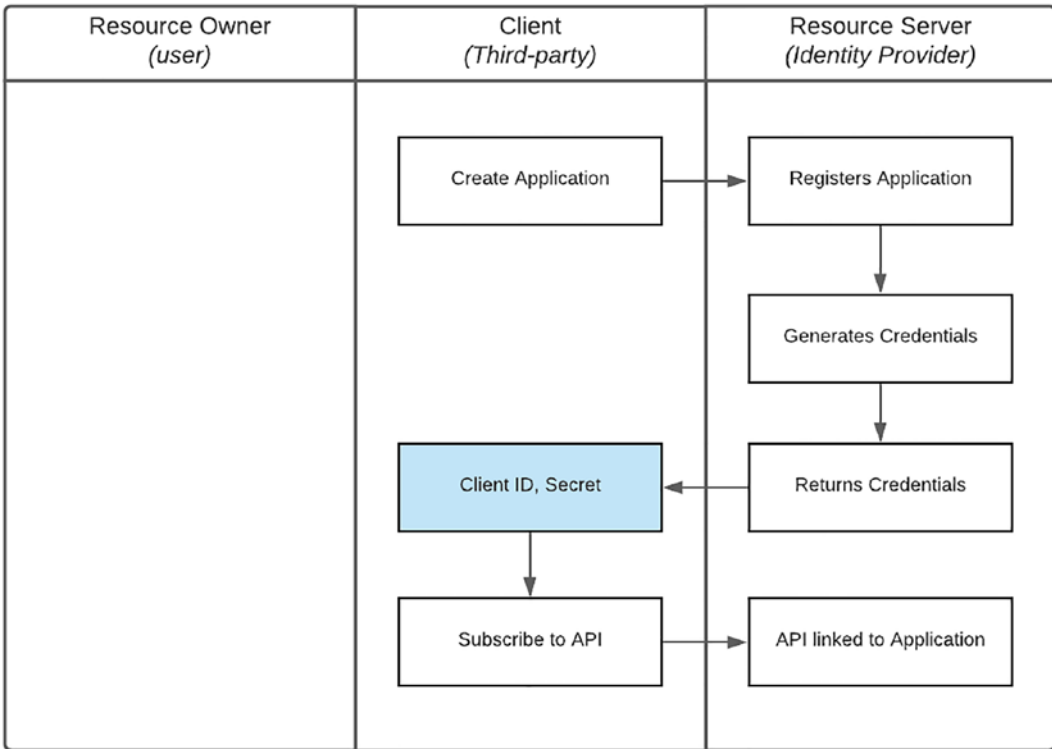 Resource Owner
(user)
Client
(Third-party)
Resource Server
(Identity Provider)
Create Application
Registers Application
Generates Credentials
Client ID, Secret
Returns Credentials
Subscribe to API
API linked to Application